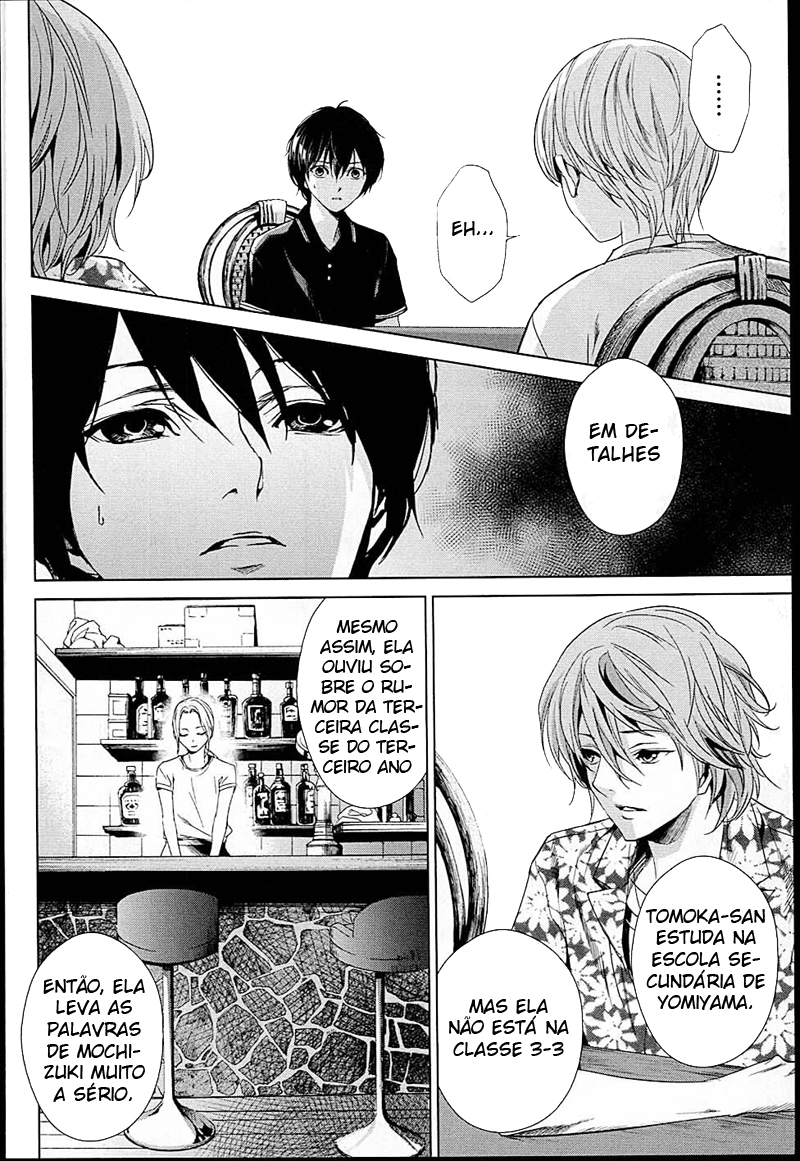 .......
EH...
EM DE-
TALHES
TOMOKA-SAN
ESTUDA NA
ESCOLA SE-
CUNDÁRIA DE
YOMIYAMA.
MAS ELA
NÃO ESTÁ NA
CLASSE 3-3
MESMO
ASSIM, ELA
OUVIU SO-
BRE O RU-
MOR DA TER-
CEIRA CLAS-
SE DO TER-
CEIRO ANO
ENTÃO, ELA
LEVA AS
PALAVRAS
DE MOCHI-
ZUKI MUITO
A SÉRIO.